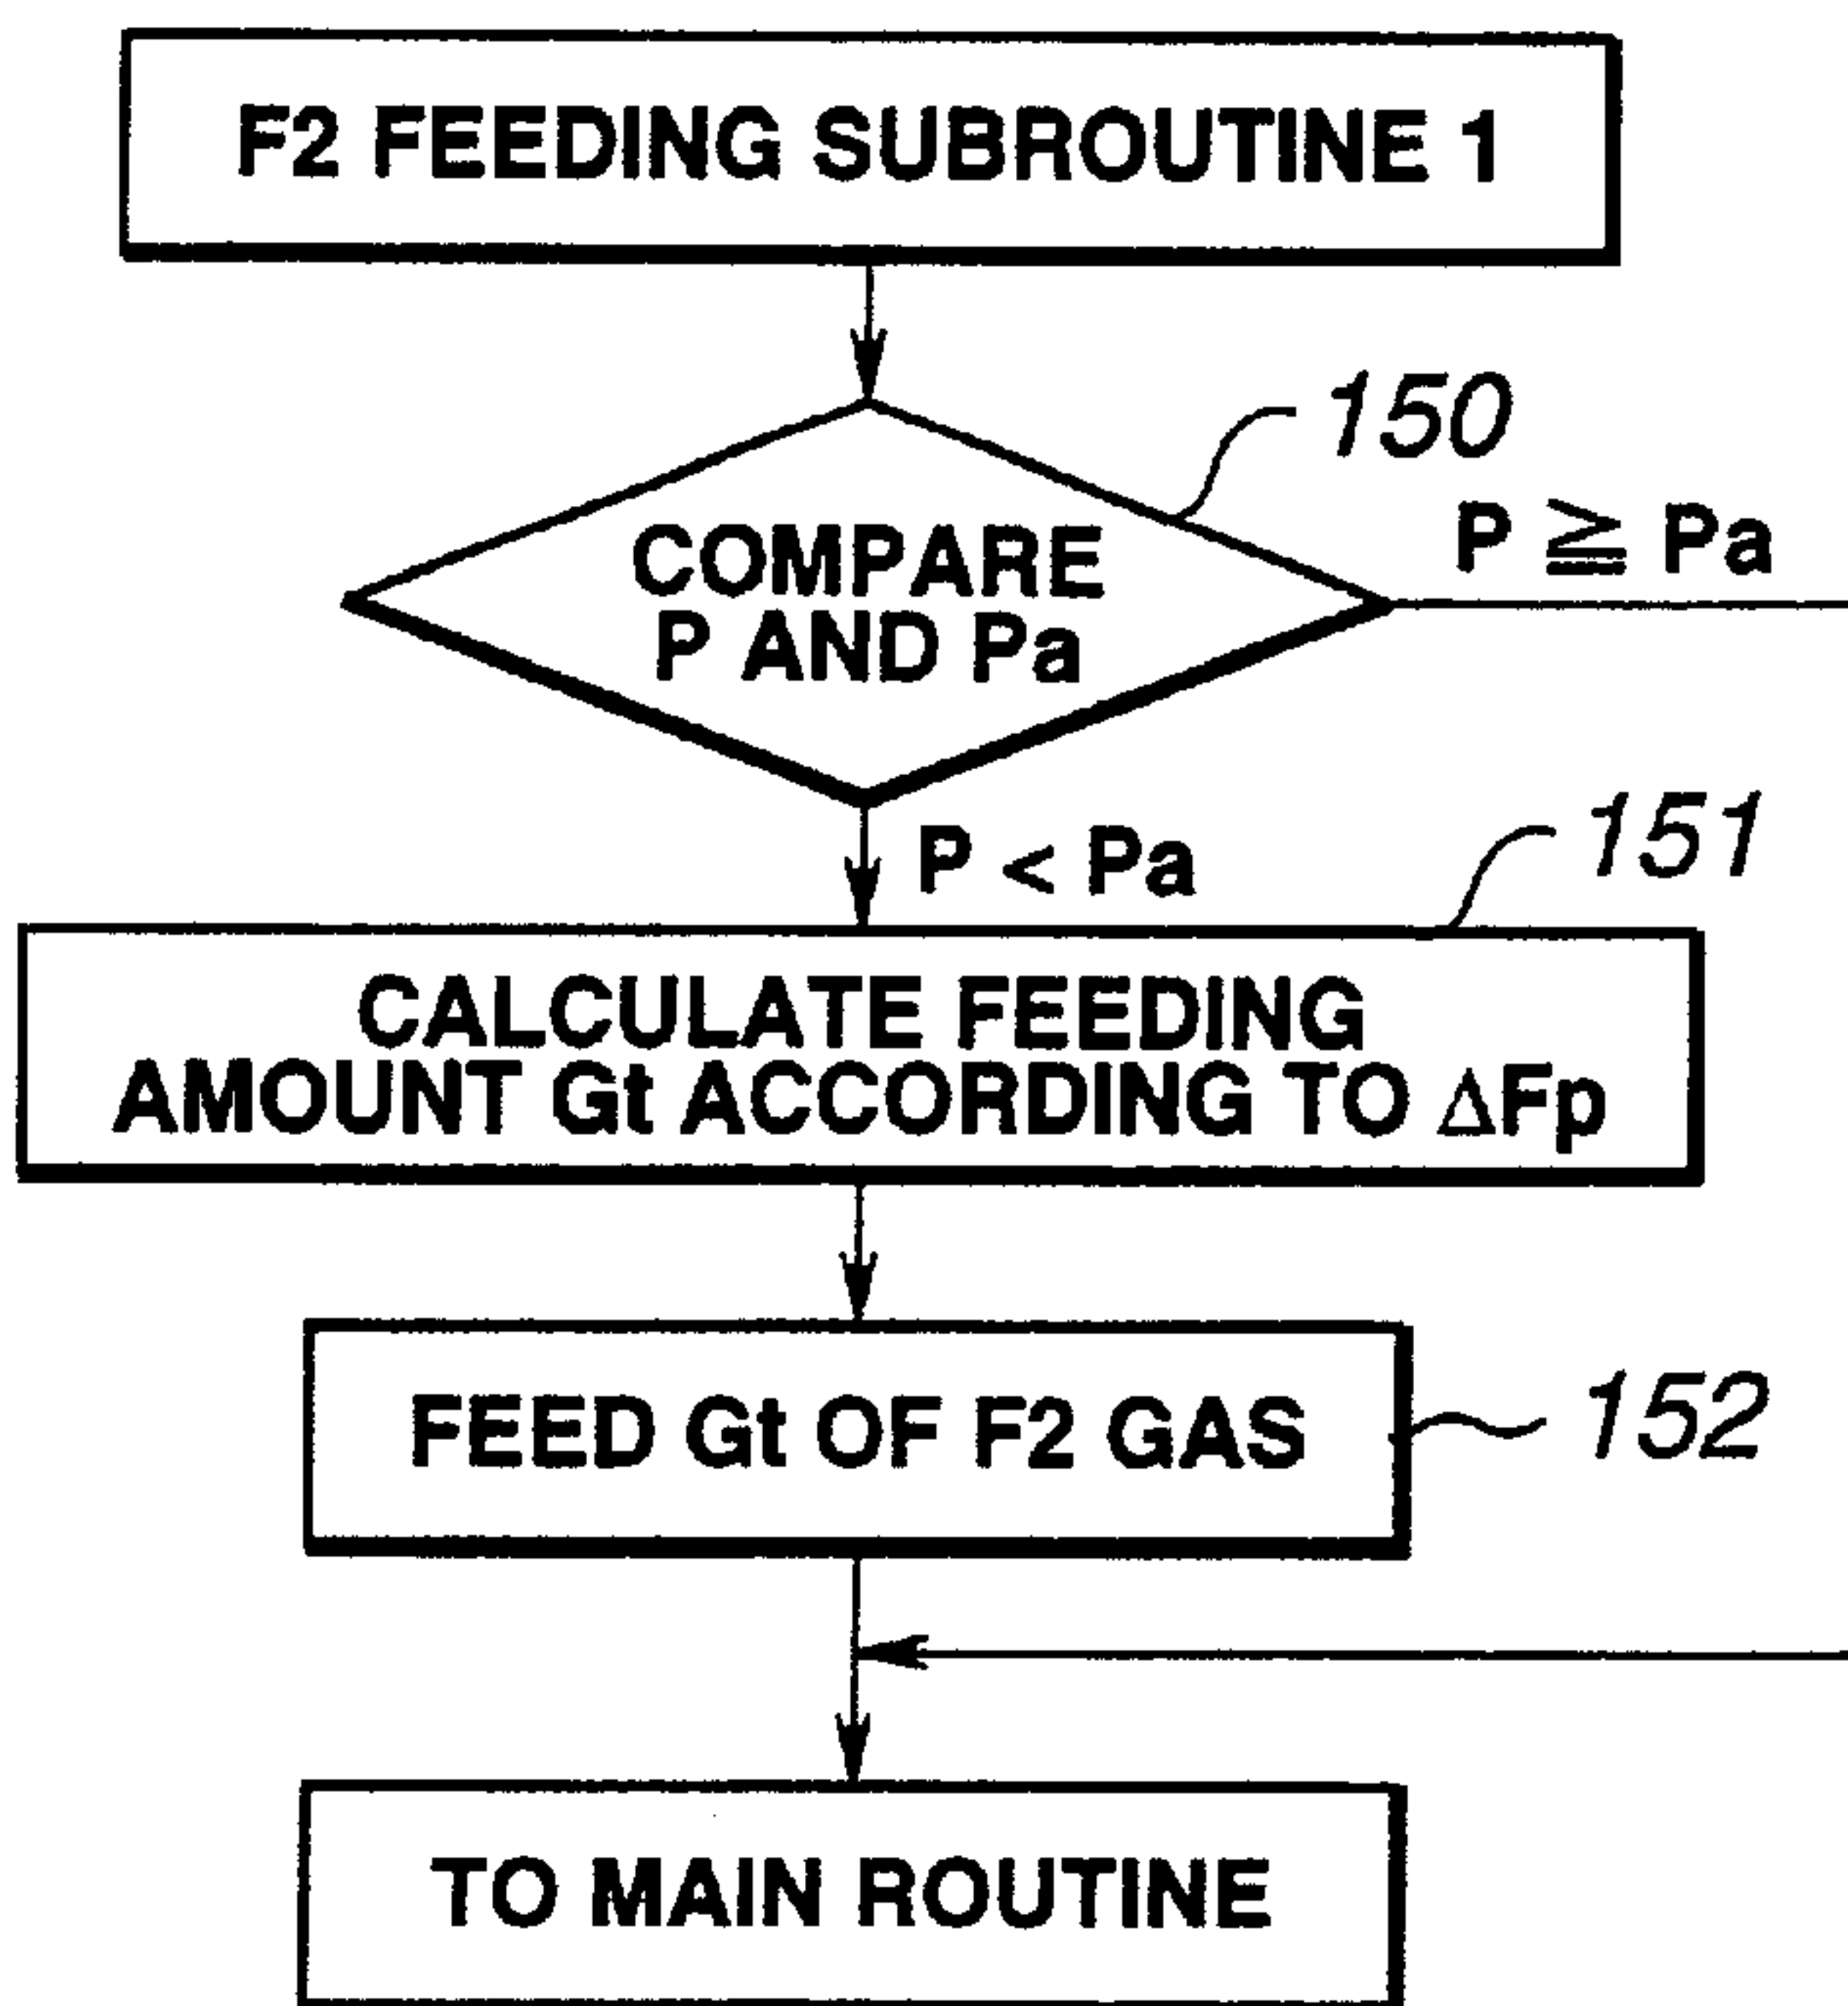 F2 FEEDING SUBROUTINE 1
150
COMPARE
P AND Pa
P ≧ Pa
P < Pa
151
CALCULATE FEEDING
AMOUNT Gt ACCORDING TO ΔFp
FEED Gt OF F2 GAS
152
TO MAIN ROUTINE